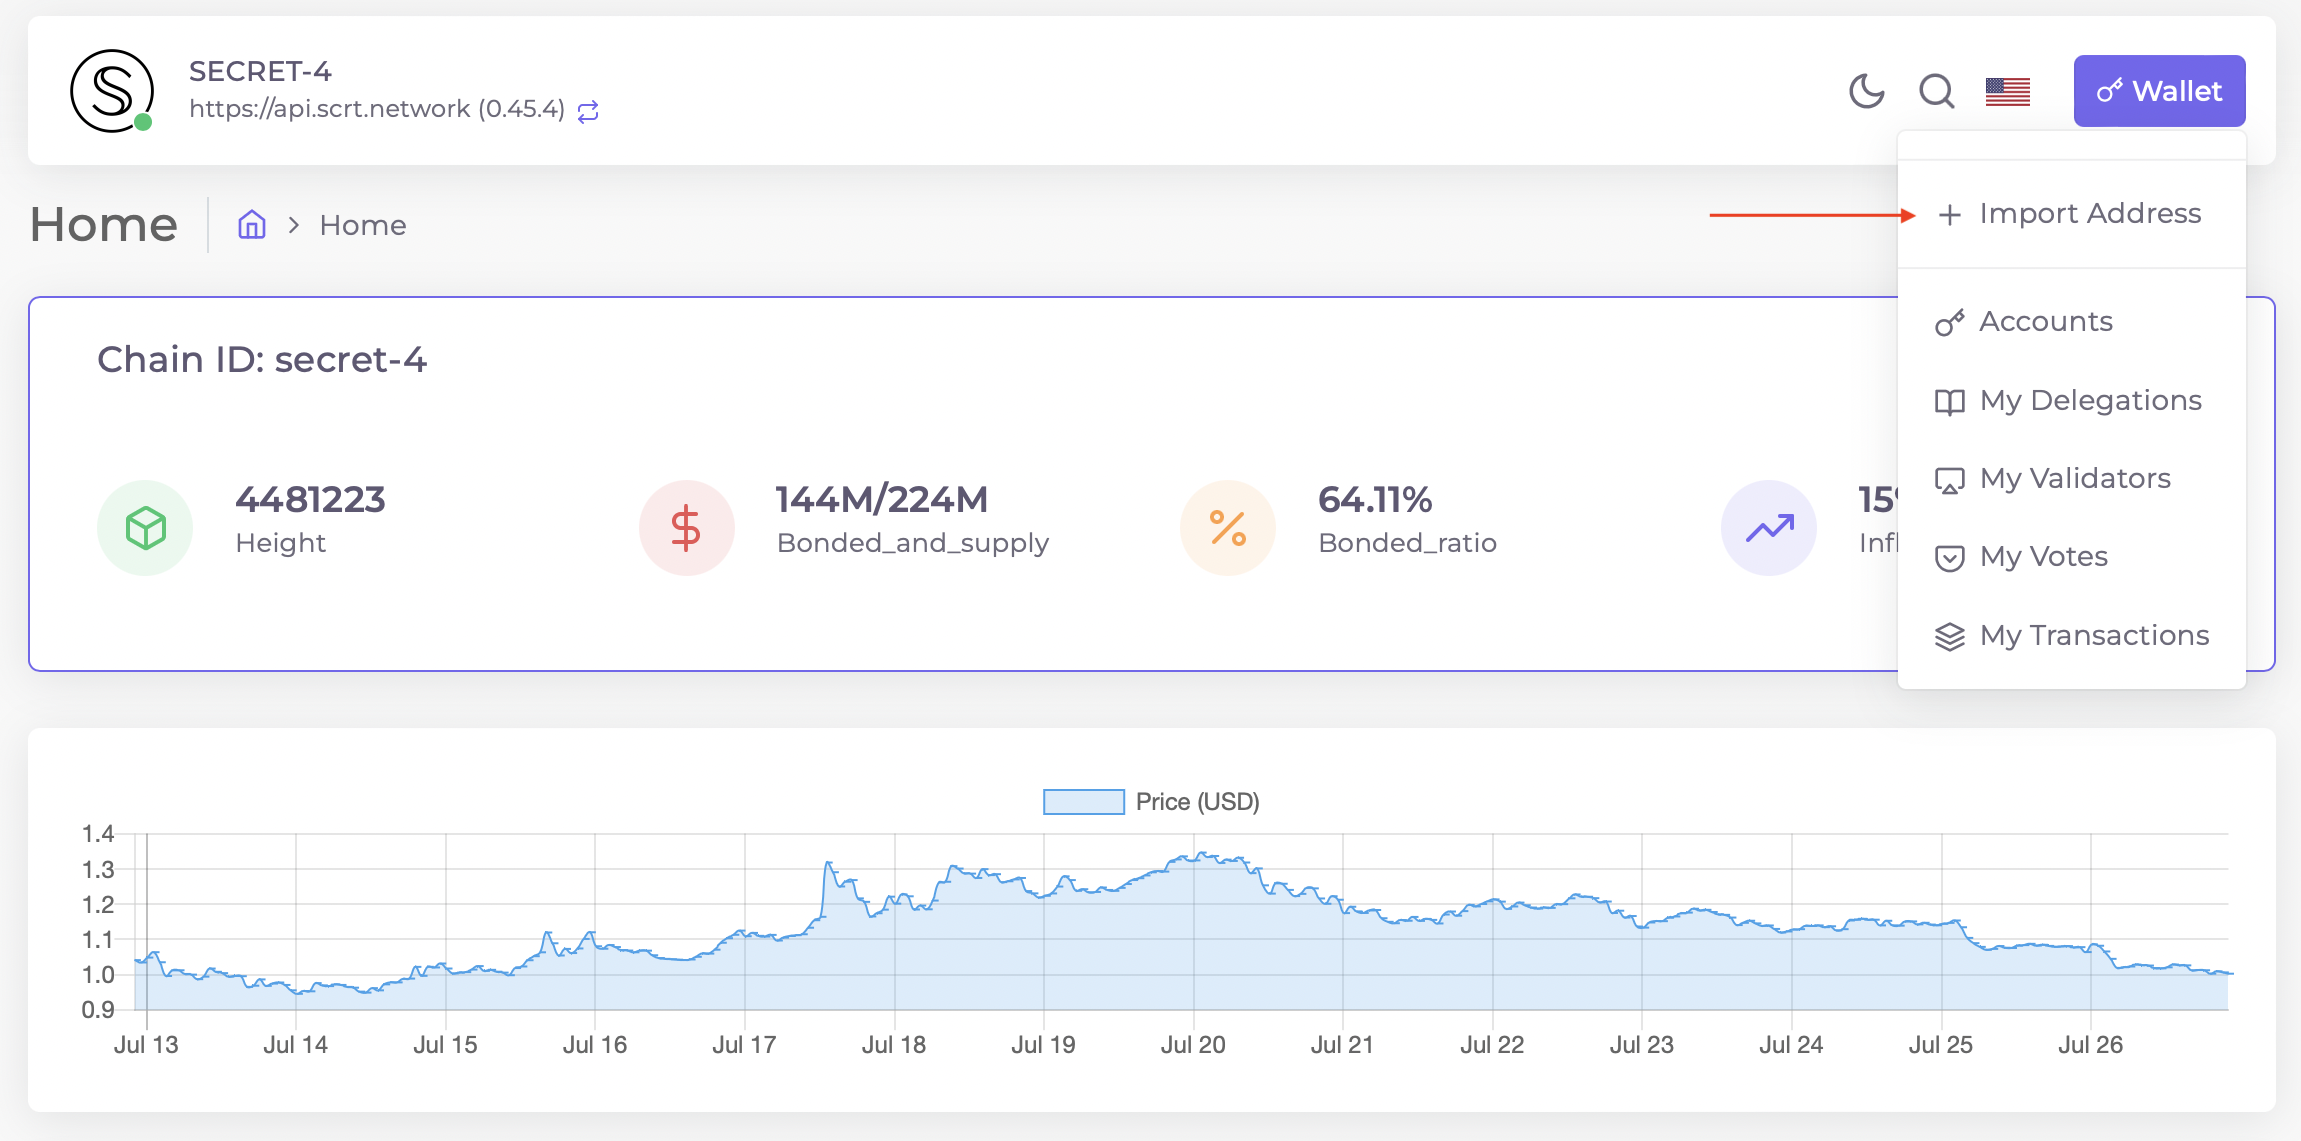 SECRET-4
https://api.scrt.network (0.45.4)
Wallet
Import Address
Accounts
My Delegations
My Validators
My Votes
My Transactions
Home
Home
Chain ID: secret-4
4481223
Height
144M/224M
Bonded_and_supply
64.11%
Bonded_ratio
15
Price (USD)
1.4
1.3
1.2
1.1
1.0
0.9
Jul 13 Jul 14 Jul 15 Jul 16 Jul 17 Jul 18 Jul 19 Jul 20 Jul 21 Jul 22 Jul 23 Jul 24 Jul 25 Jul 26